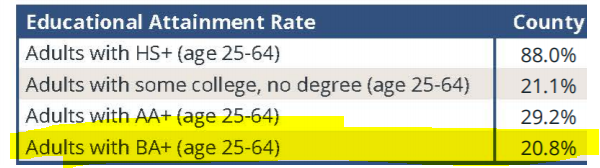 Educational Attainment Rate County
Adults with HS+ (age 25-64) 88.0%
Adults with some college, no degree (age 25-64) 21.1%
Adults with AA+ (age 25-64) 29.2%
Adults with BA+ (age 25-64) 20.8%